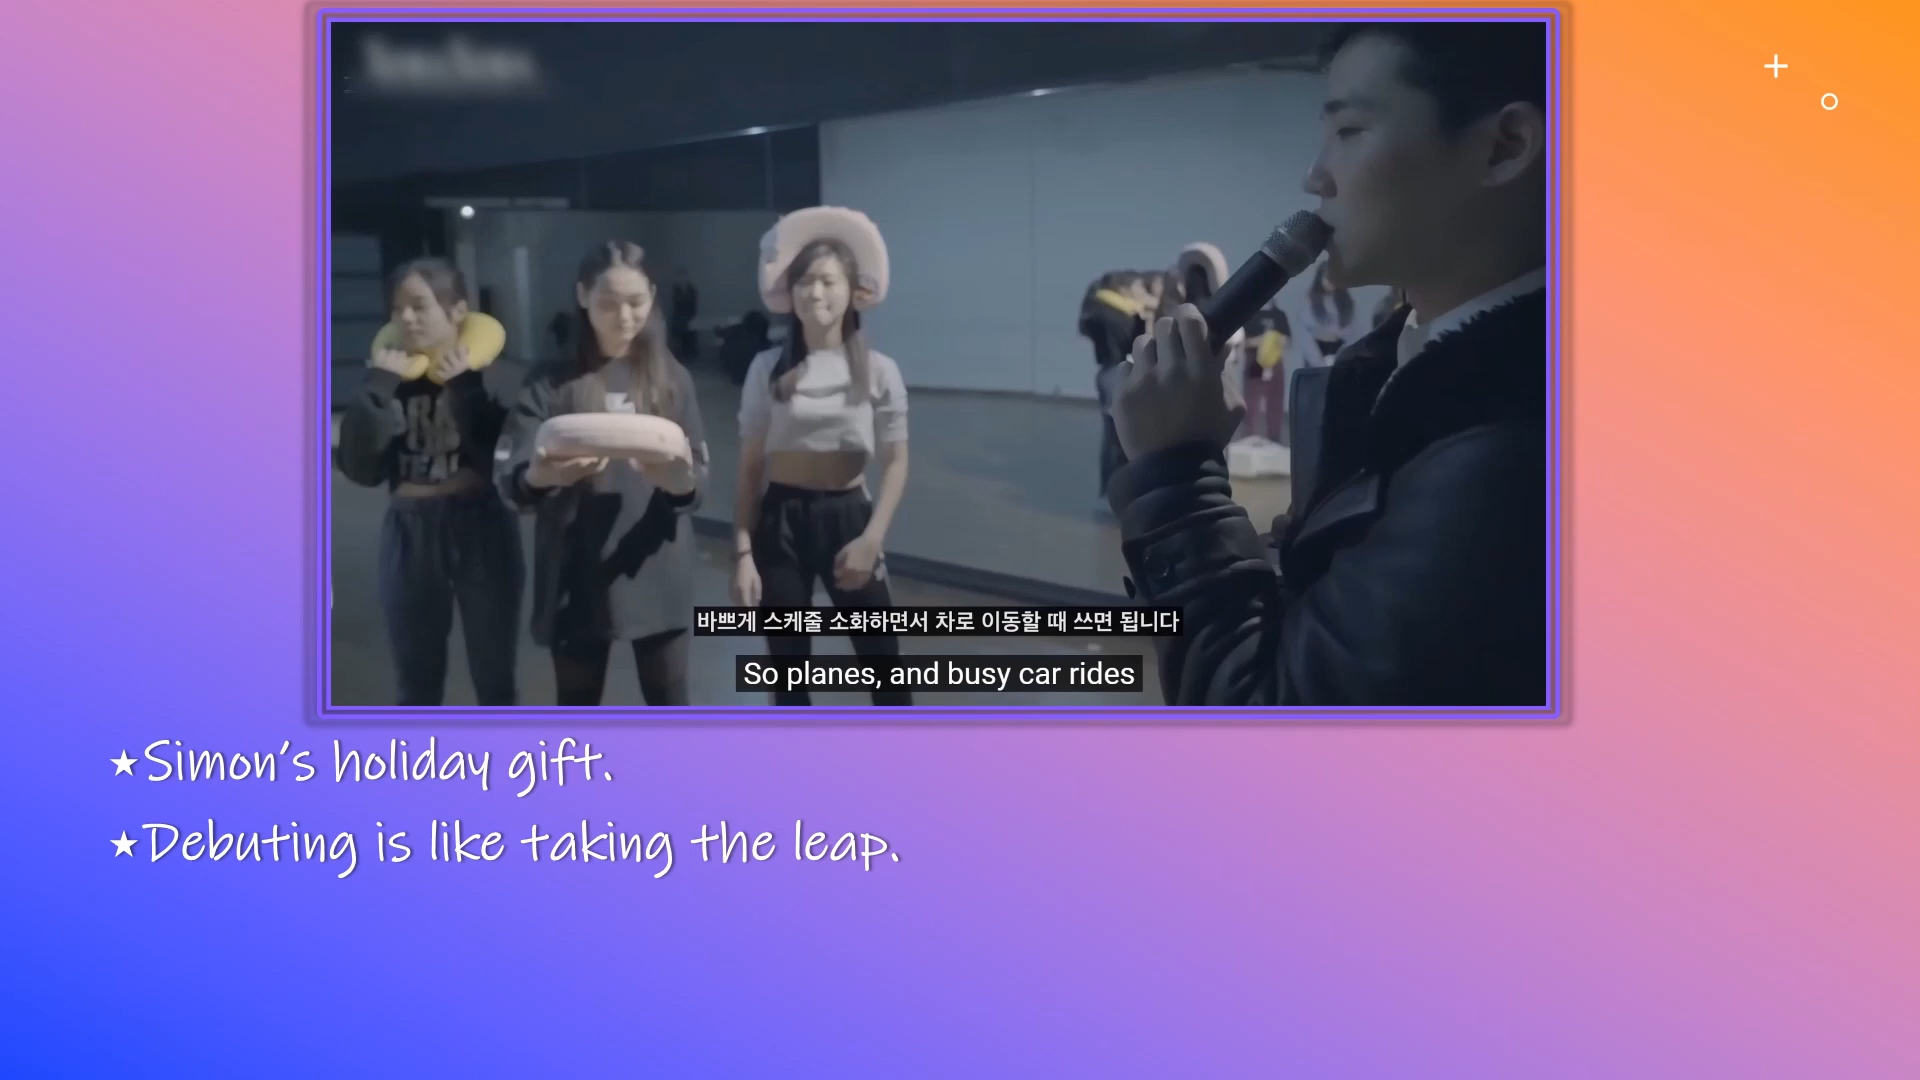 바쁘게 스케줄 소화하면서 차로 이동할 때 쓰면 됩니다
So planes, and busy car rides
★Simon's holiday gift.
★Debuting is like taking the leap.